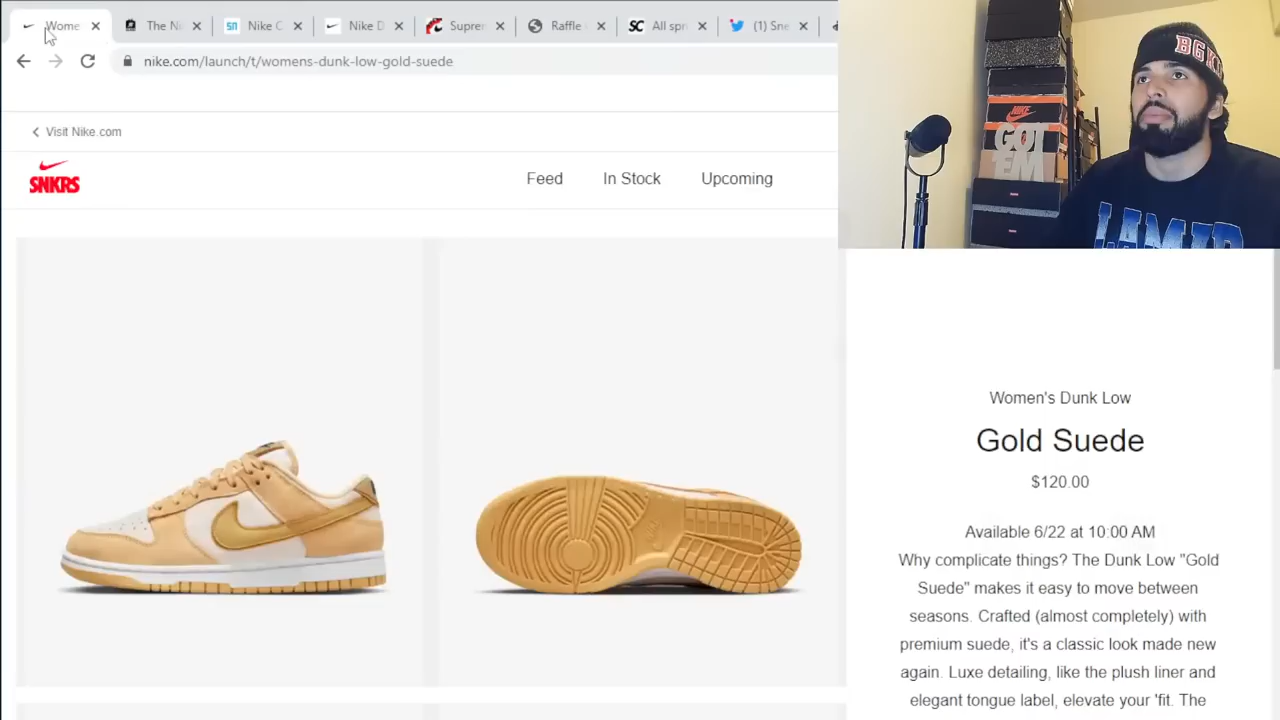 Wome
The Ni
Nike C
Nike D
Suprem
Raffle
All spr
(1) Sne
nike.com/launch/t/womens-dunk-low-gold-suede
Visit Nike.com
SNKRS
Feed
In Stock
Upcoming
BGK
NIKE
GOT
'EM
Women's Dunk Low
Gold Suede
$120.00
Available 6/22 at 10:00 AM
Why complicate things? The Dunk Low "Gold
Suede" makes it easy to move between
seasons. Crafted (almost completely) with
premium suede, it's a classic look made new
again. Luxe detailing, like the plush liner and
elegant tongue label, elevate your 'fit. The